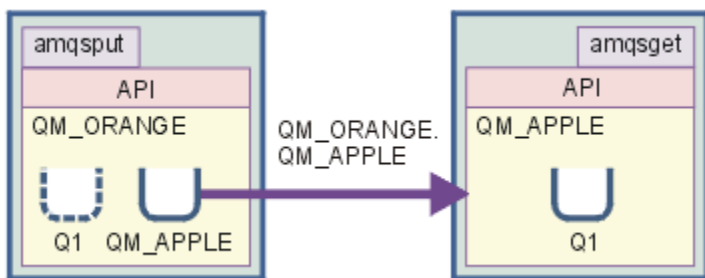 amqsput
API
QM_ORANGE
Q1
QM_APPLE
QM_ORANGE.
QM_APPLE
amqsget
API
QM_APPLE
Q1